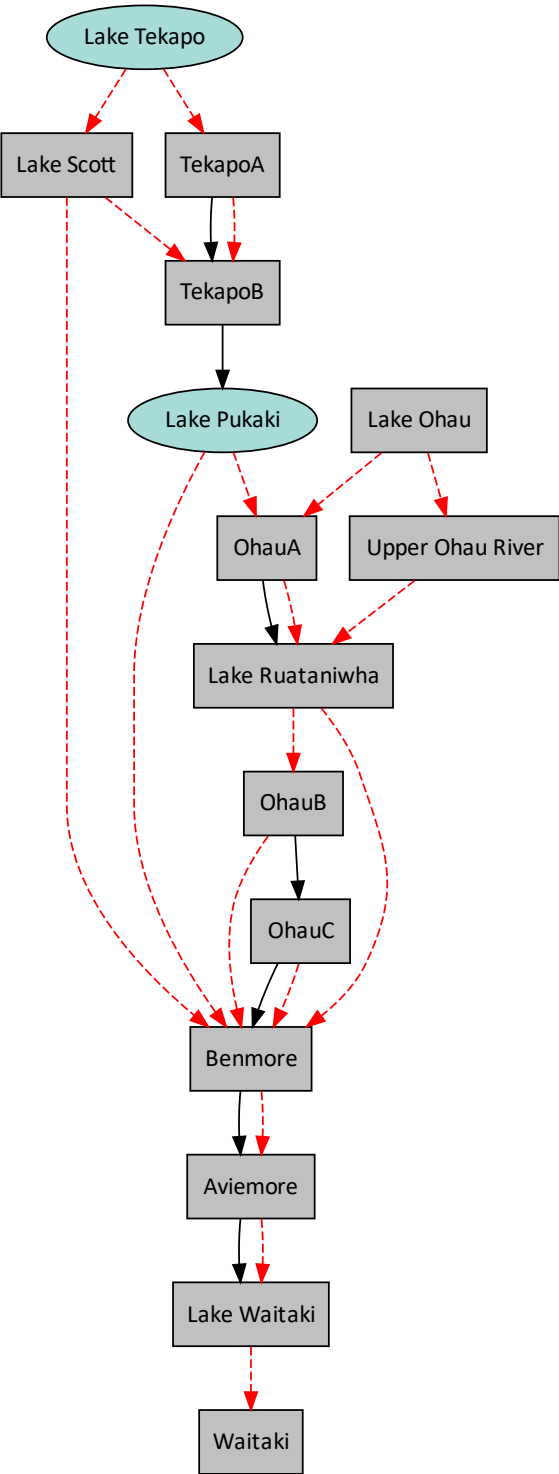 Lake Tekapo
Lake Scott
TekapoA
TekapoB
Lake Pukaki
Lake Ohau
OhauA
Upper Ohau River
Lake Ruataniwha
OhauB
OhauC
Benmore
Aviemore
Lake Waitaki
Waitaki